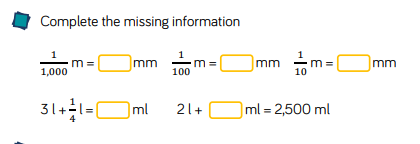 Complete the missing information
1/1,000 m = mm 1/100 m = mm 1/10 m = mm
3 l + 1/4 l = ml 2 l + ml = 2,500 ml